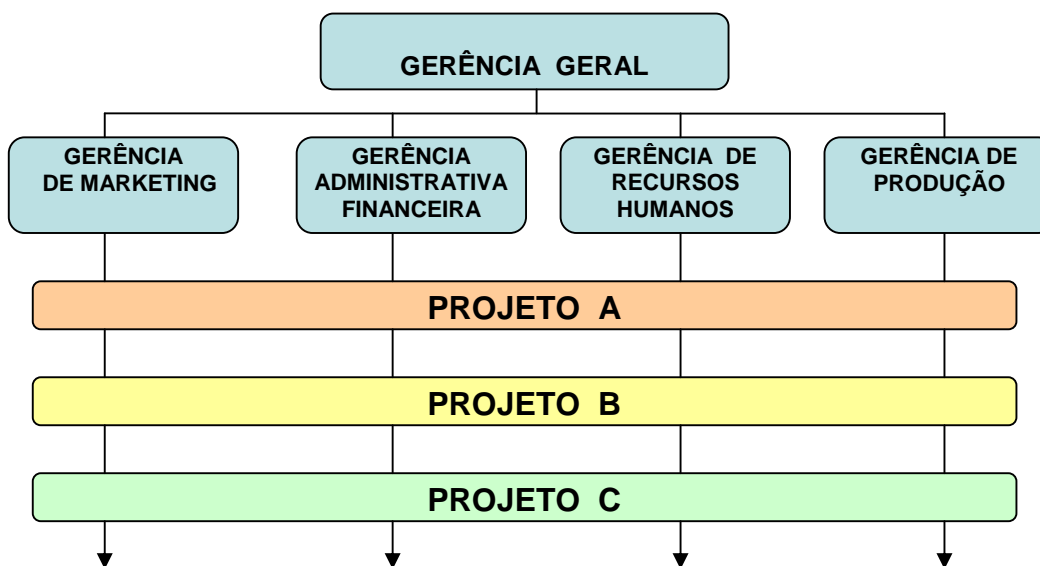 GERÊNCIA GERAL
GERÊNCIA
DE MARKETING
GERÊNCIA
ADMINISTRATIVA
FINANCEIRA
GERÊNCIA DE
RECURSOS
HUMANOS
GERÊNCIA DE
PRODUÇÃO
PROJETO A
PROJETO B
PROJETO C